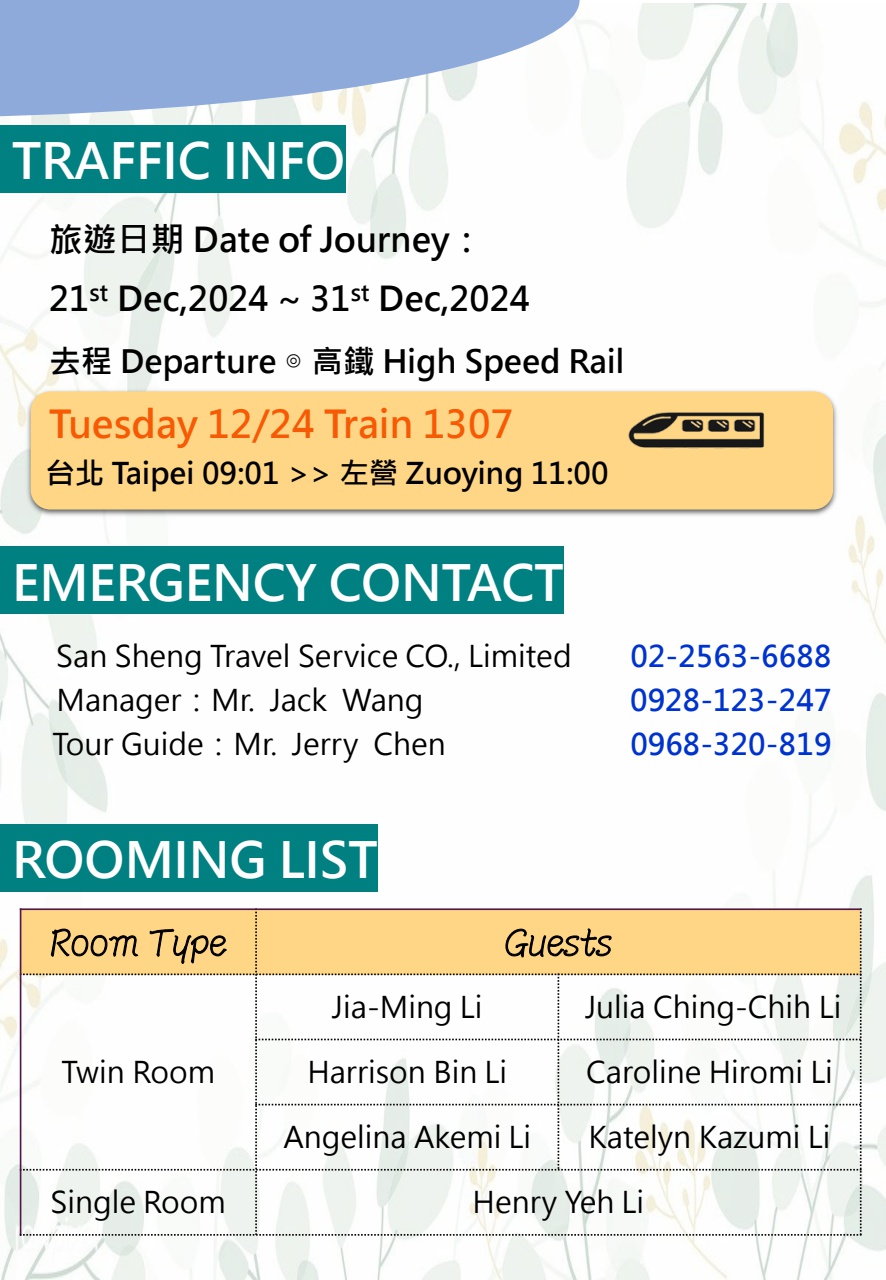 TRAFFIC INFO
旅遊日期 Date of Journey：
21st Dec,2024 ~ 31st Dec,2024
去程 Departure ◎ 高鐵 High Speed Rail
Tuesday 12/24 Train 1307
台北 Taipei 09:01 >> 左營 Zuoying 11:00
EMERGENCY CONTACT
San Sheng Travel Service CO., Limited 02-2563-6688
Manager：Mr. Jack Wang 0928-123-247
Tour Guide：Mr. Jerry Chen 0968-320-819
ROOMING LIST
Room Type Guests
Twin Room
Jia-Ming Li Julia Ching-Chih Li
Harrison Bin Li Caroline Hiromi Li
Angelina Akemi Li Katelyn Kazumi Li
Single Room Henry Yeh Li